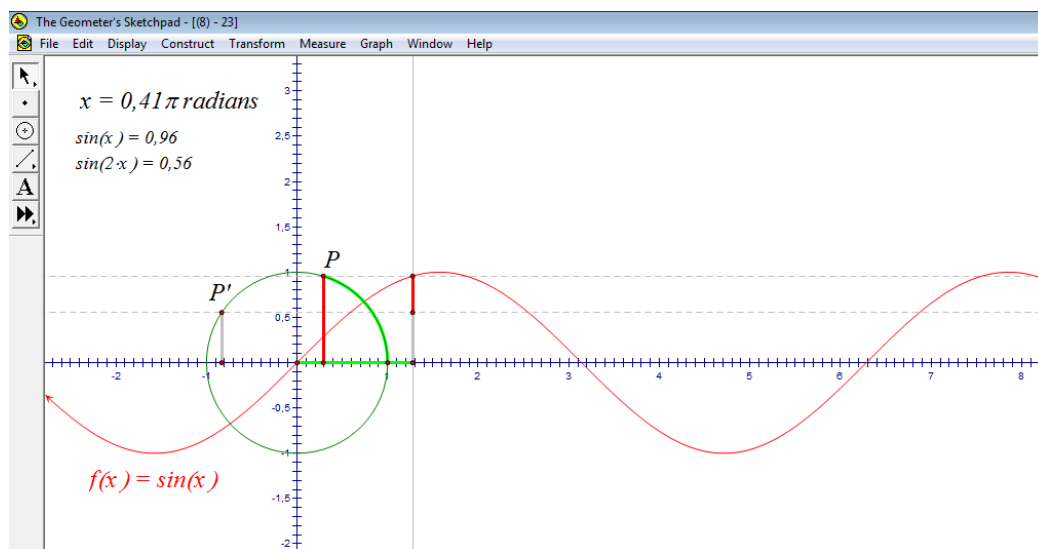 The Geometer's Sketchpad - [(8) - 23]
File Edit Display Construct Transform Measure Graph Window Help
A
x = 0,41π radians
sin(x) = 0,96
sin(2·x) = 0,56
3
2,5
2
1,5
1
0,5
-0,5
-1
-1,5
-2
P
P'
-2
-1
1
2
3
4
5
6
7
8
f(x) = sin(x)